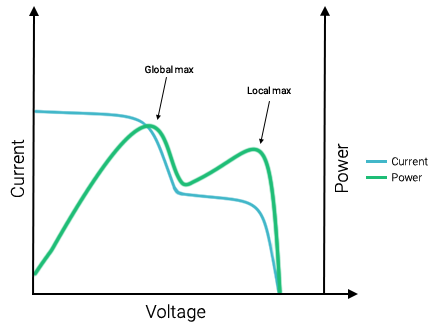 Global max
Local max
Current
Power
Current
Power
Voltage